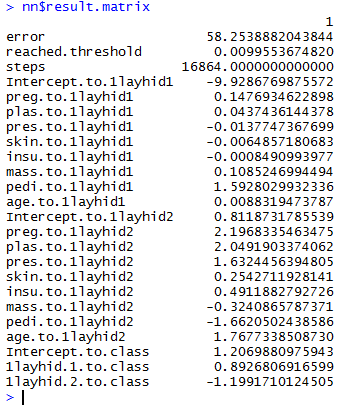 > nn$result.matrix
1
error 58.2538882043844
reached.threshold 0.0099553674820
steps 16864.0000000000000
Intercept.to.1layhid1 -9.9286769875572
preg.to.1layhid1 0.1476934622898
plas.to.1layhid1 0.0437436144378
pres.to.1layhid1 -0.0137747367699
skin.to.1layhid1 -0.0064857180683
insu.to.1layhid1 -0.0008490993977
mass.to.1layhid1 0.1085246994494
pedi.to.1layhid1 1.5928029932336
age.to.1layhid1 0.0088319473787
Intercept.to.1layhid2 0.8118731785539
preg.to.1layhid2 2.1968335463475
plas.to.1layhid2 2.0491903374062
pres.to.1layhid2 1.6324456394805
skin.to.1layhid2 0.2542711928141
insu.to.1layhid2 0.4911882792726
mass.to.1layhid2 -0.3240865787371
pedi.to.1layhid2 -1.6620502438586
age.to.1layhid2 1.7677338508730
Intercept.to.class 1.2069880975943
1layhid.1.to.class 0.8926806916599
1layhid.2.to.class -1.1991710124505
>